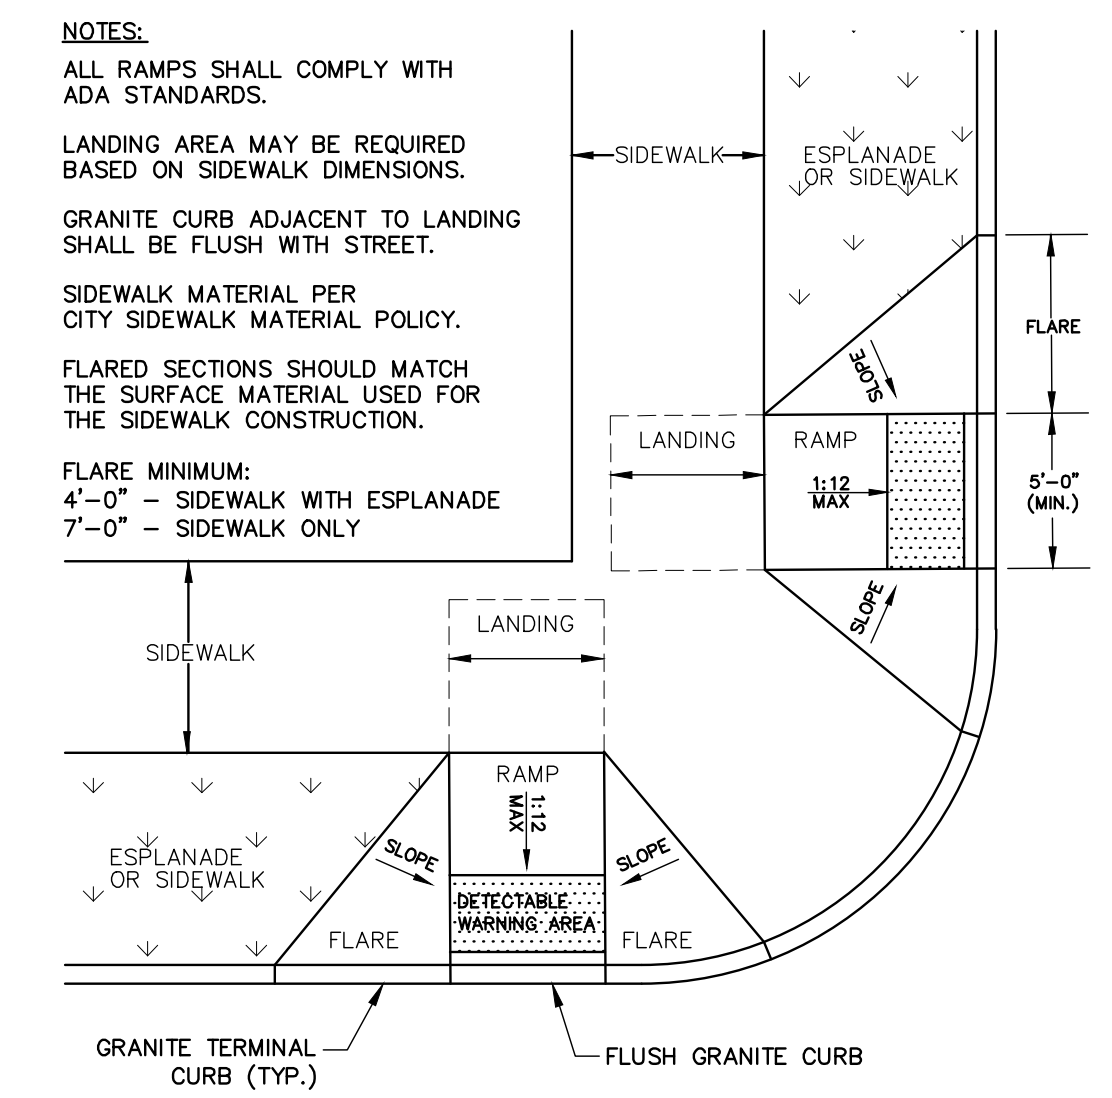 NOTES:
ALL RAMPS SHALL COMPLY WITH
ADA STANDARDS.
LANDING AREA MAY BE REQUIRED
BASED ON SIDEWALK DIMENSIONS.
GRANITE CURB ADJACENT TO LANDING
SHALL BE FLUSH WITH STREET.
SIDEWALK MATERIAL PER
CITY SIDEWALK MATERIAL POLICY.
FLARED SECTIONS SHOULD MATCH
THE SURFACE MATERIAL USED FOR
THE SIDEWALK CONSTRUCTION.
FLARE MINIMUM:
4'-0" - SIDEWALK WITH ESPLANADE
7'-0" - SIDEWALK ONLY
SIDEWALK
ESPLANADE
OR SIDEWALK
FLARE
SLOPE
LANDING
RAMP
1:12
MAX
5'-0"
(MIN.)
SLOPE
LANDING
SIDEWALK
RAMP
1:12
MAX
ESPLANADE
OR SIDEWALK
SLOPE
SLOPE
DETECTABLE
WARNING AREA
FLARE
FLARE
GRANITE TERMINAL
CURB (TYP.)
FLUSH GRANITE CURB